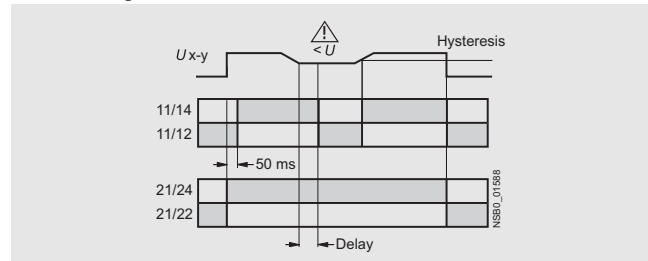 Hysteresis
< U
U x-y
11/14
11/12
50 ms
21/24
21/22
Delay
NSB0_01588